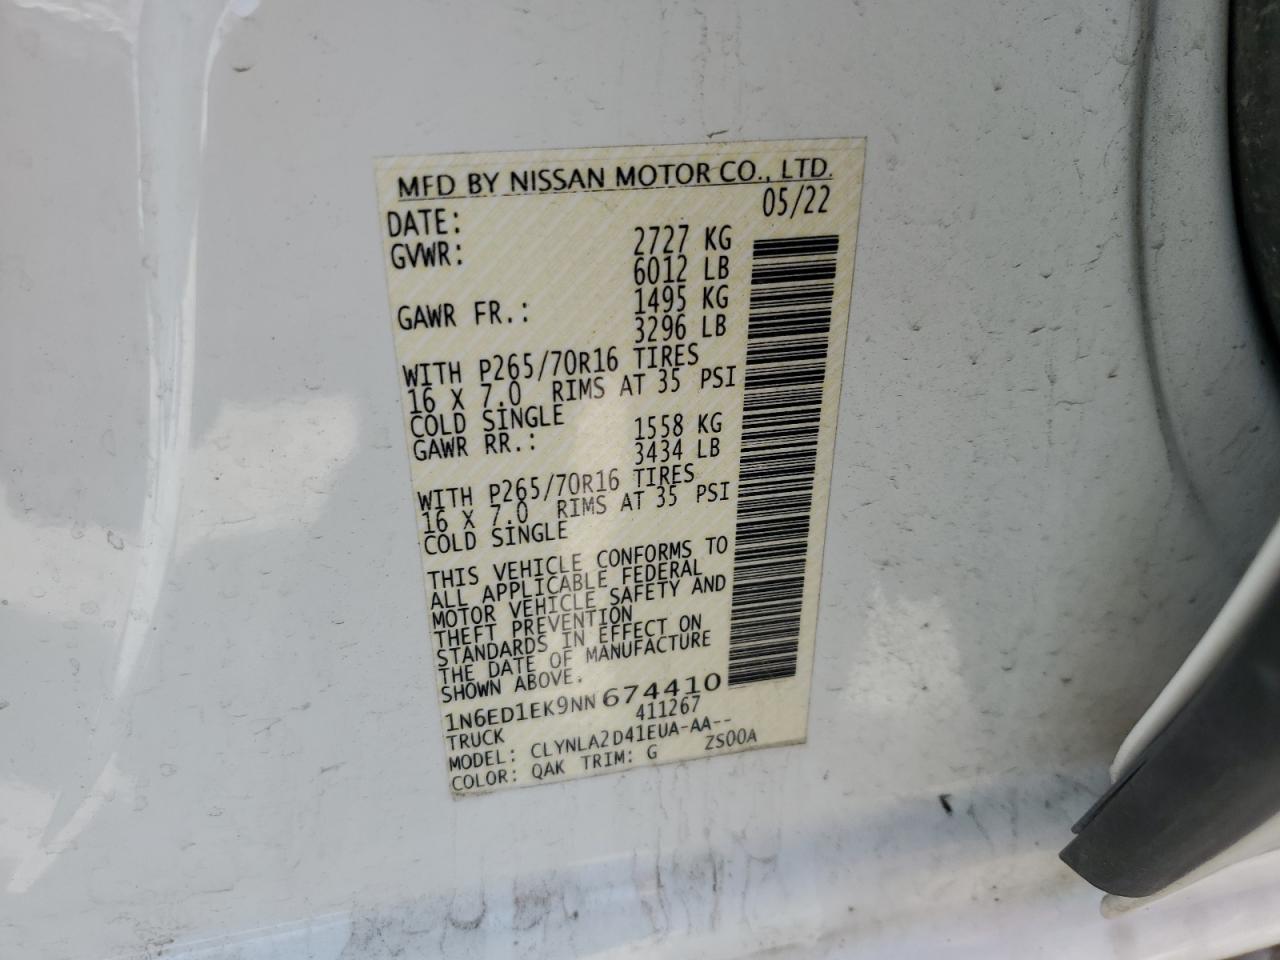 MFD BY NISSAN MOTOR CO., LTD.
DATE: 05/22
GVWR: 2727 KG
6012 LB
GAWR FR.: 1495 KG
3296 LB
WITH P265/70R16 TIRES
16 X 7.0 RIMS AT 35 PSI
COLD SINGLE
GAWR RR.: 1558 KG
3434 LB
WITH P265/70R16 TIRES
16 X 7.0 RIMS AT 35 PSI
COLD SINGLE
THIS VEHICLE CONFORMS TO
ALL APPLICABLE FEDERAL
MOTOR VEHICLE SAFETY AND
THEFT PREVENTION
STANDARDS IN EFFECT ON
THE DATE OF MANUFACTURE
SHOWN ABOVE.
1N6ED1EK9NN674410
TRUCK 411267
MODEL: CLYNLA2D41EUA-AA--
COLOR: QAK TRIM: G ZS00A